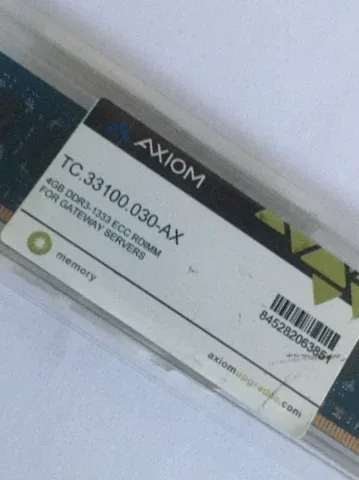 AXIOM
TC.33100.030-AX
4GB DDR3-1333 ECC RDIMM
FOR GATEWAY SERVERS
memory
845282063851
axiomupgrades.com